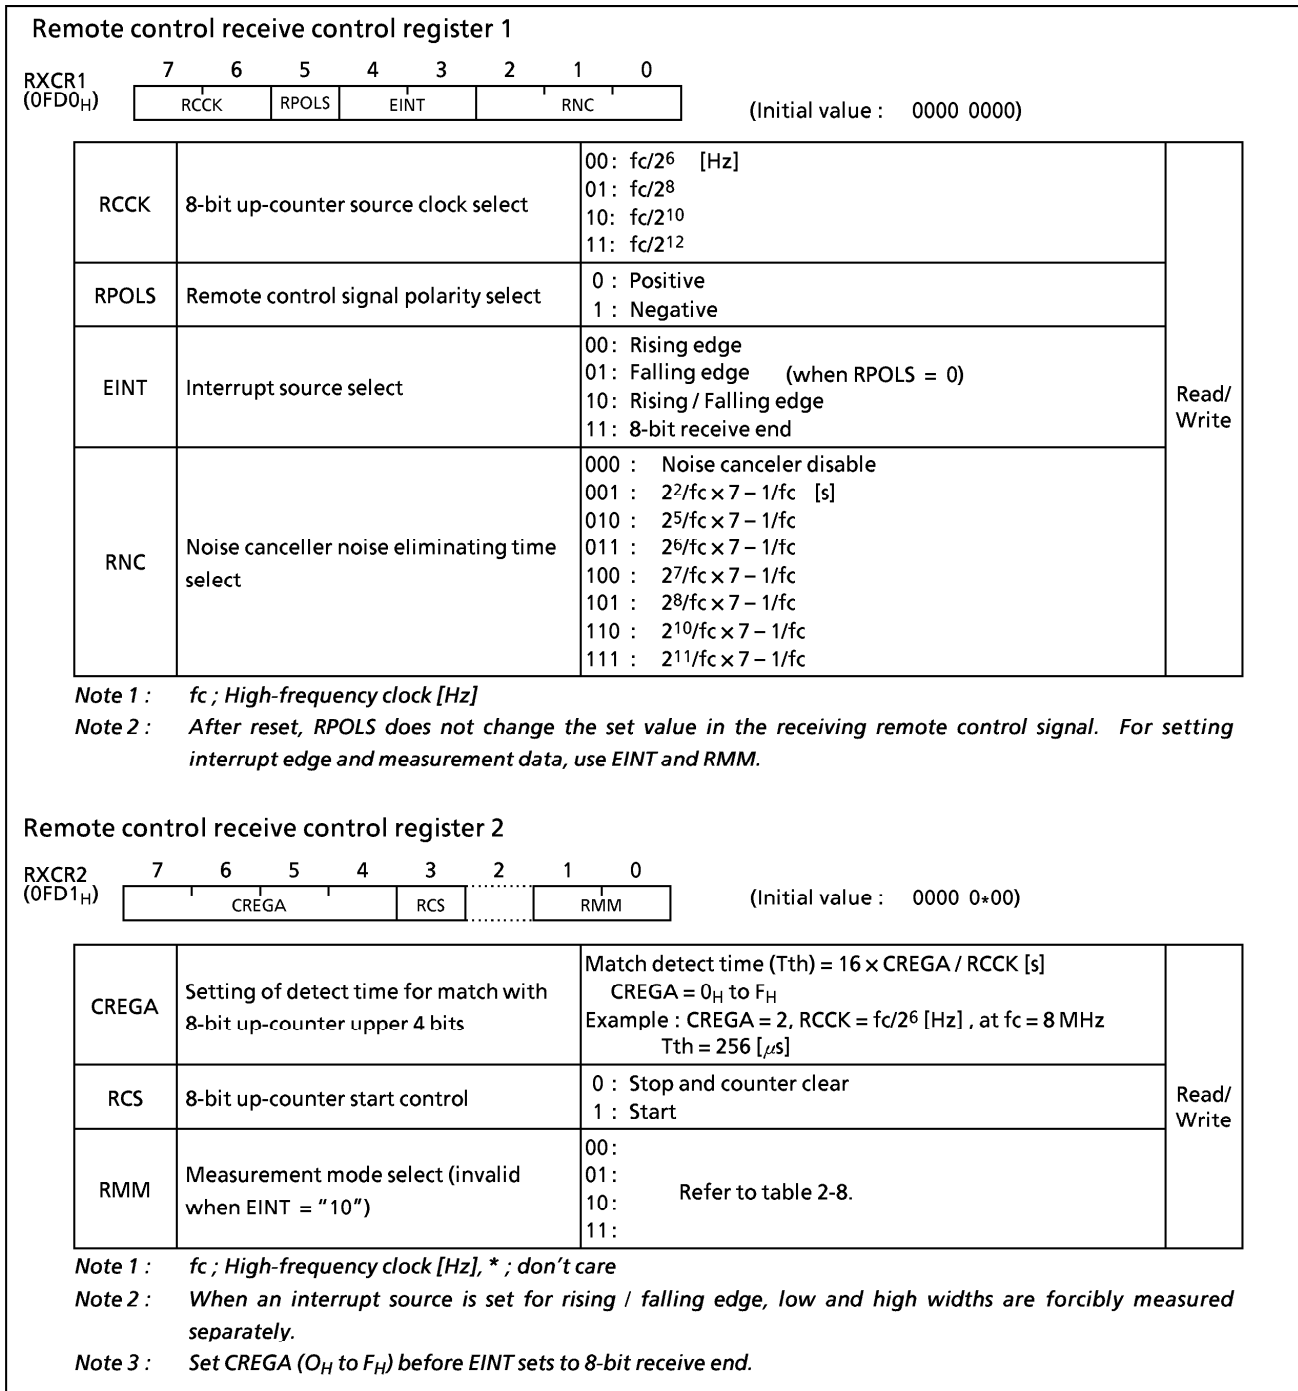 Remote control receive control register 1
7 6 5 4 3 2 1 0
RXCR1
(0FD0H) RCCK RPOLS EINT RNC (Initial value : 0000 0000)
RCCK 8-bit up-counter source clock select
00: fc/2^6 [Hz]
01: fc/2^8
10: fc/2^10
11: fc/2^12
RPOLS Remote control signal polarity select
0 : Positive
1 : Negative
EINT Interrupt source select
00: Rising edge
01: Falling edge (when RPOLS = 0)
10: Rising / Falling edge
11: 8-bit receive end
RNC Noise canceller noise eliminating time
select
000 : Noise canceler disable
001 : 2^2/fc × 7 – 1/fc [s]
010 : 2^5/fc × 7 – 1/fc
011 : 2^6/fc × 7 – 1/fc
100 : 2^7/fc × 7 – 1/fc
101 : 2^8/fc × 7 – 1/fc
110 : 2^10/fc × 7 – 1/fc
111 : 2^11/fc × 7 – 1/fc
Read/
Write
Note 1 : fc ; High-frequency clock [Hz]
Note 2 : After reset, RPOLS does not change the set value in the receiving remote control signal. For setting
interrupt edge and measurement data, use EINT and RMM.
Remote control receive control register 2
7 6 5 4 3 2 1 0
RXCR2
(0FD1H) CREGA RCS RMM (Initial value : 0000 0*00)
CREGA Setting of detect time for match with
8-bit up-counter upper 4 bits
Match detect time (Tth) = 16 × CREGA / RCCK [s]
CREGA = 0H to FH
Example : CREGA = 2, RCCK = fc/2^6 [Hz] , at fc = 8 MHz
Tth = 256 [μs]
RCS 8-bit up-counter start control
0 : Stop and counter clear
1 : Start
RMM Measurement mode select (invalid
when EINT = "10")
00:
01:
10:
11:
Refer to table 2-8.
Read/
Write
Note 1 : fc ; High-frequency clock [Hz], * ; don't care
Note 2 : When an interrupt source is set for rising / falling edge, low and high widths are forcibly measured
separately.
Note 3 : Set CREGA (OH to FH) before EINT sets to 8-bit receive end.